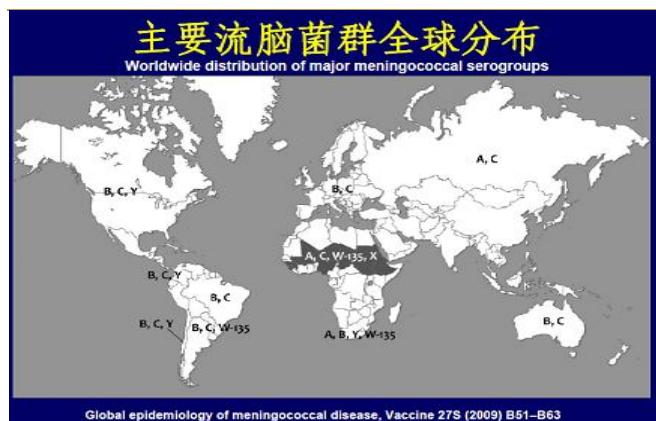 主要流脑菌群全球分布
Worldwide distribution of major meningococcal serogroups
A, C
B, C
B, C, Y
A, C, W-135, X
B, C, Y
B, C
B, C, Y
B, C, W-135
A, B, Y, W-135
B, C
Global epidemiology of meningococcal disease, Vaccine 27S (2009) B51–B63